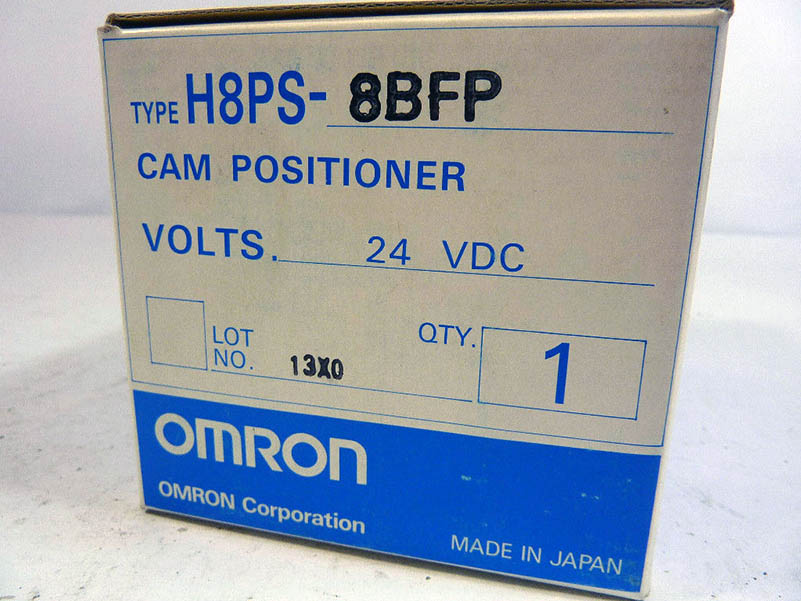 TYPE H8PS- 8BFP
CAM POSITIONER
VOLTS. 24 VDC
LOT NO. 13X0
QTY. 1
OMRON
OMRON Corporation
MADE IN JAPAN